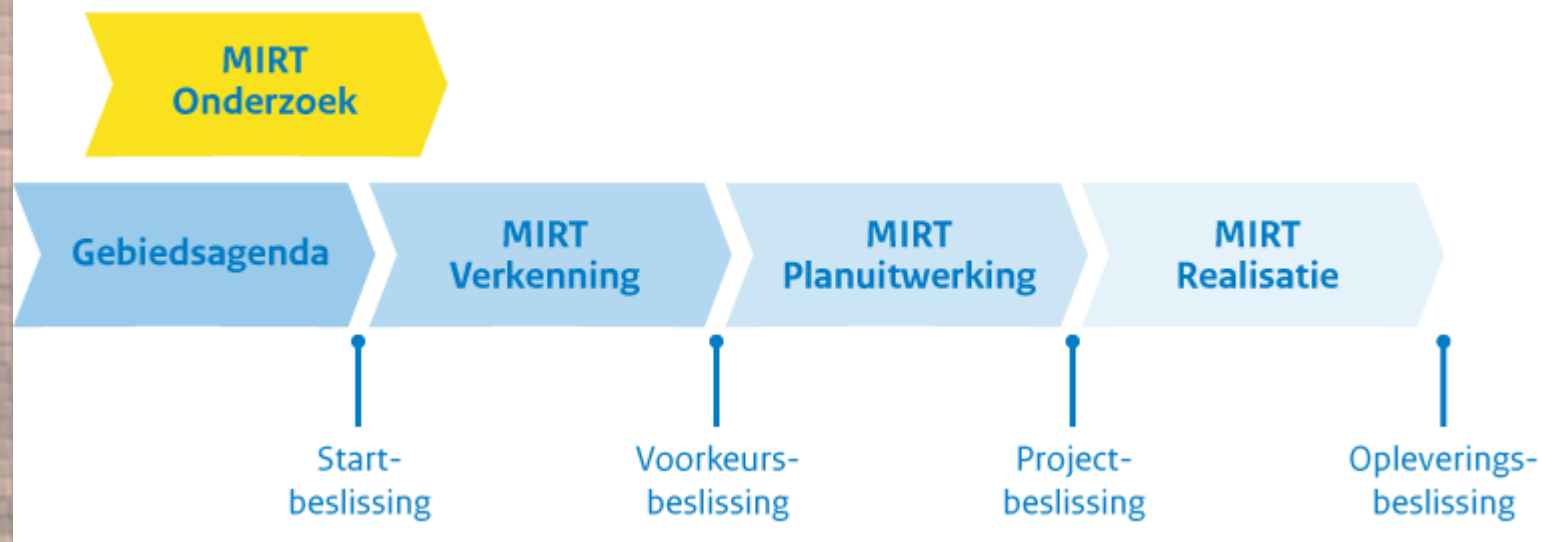 MIRT
Onderzoek
Gebiedsagenda
MIRT
Verkenning
MIRT
Planuitwerking
MIRT
Realisatie
Start-
beslissing
Voorkeurs-
beslissing
Project-
beslissing
Opleverings-
beslissing